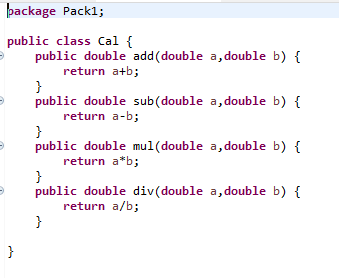 package Pack1;

public class Cal {
    public double add(double a,double b) {
        return a+b;
    }
    public double sub(double a,double b) {
        return a-b;
    }
    public double mul(double a,double b) {
        return a*b;
    }
    public double div(double a,double b) {
        return a/b;
    }

}